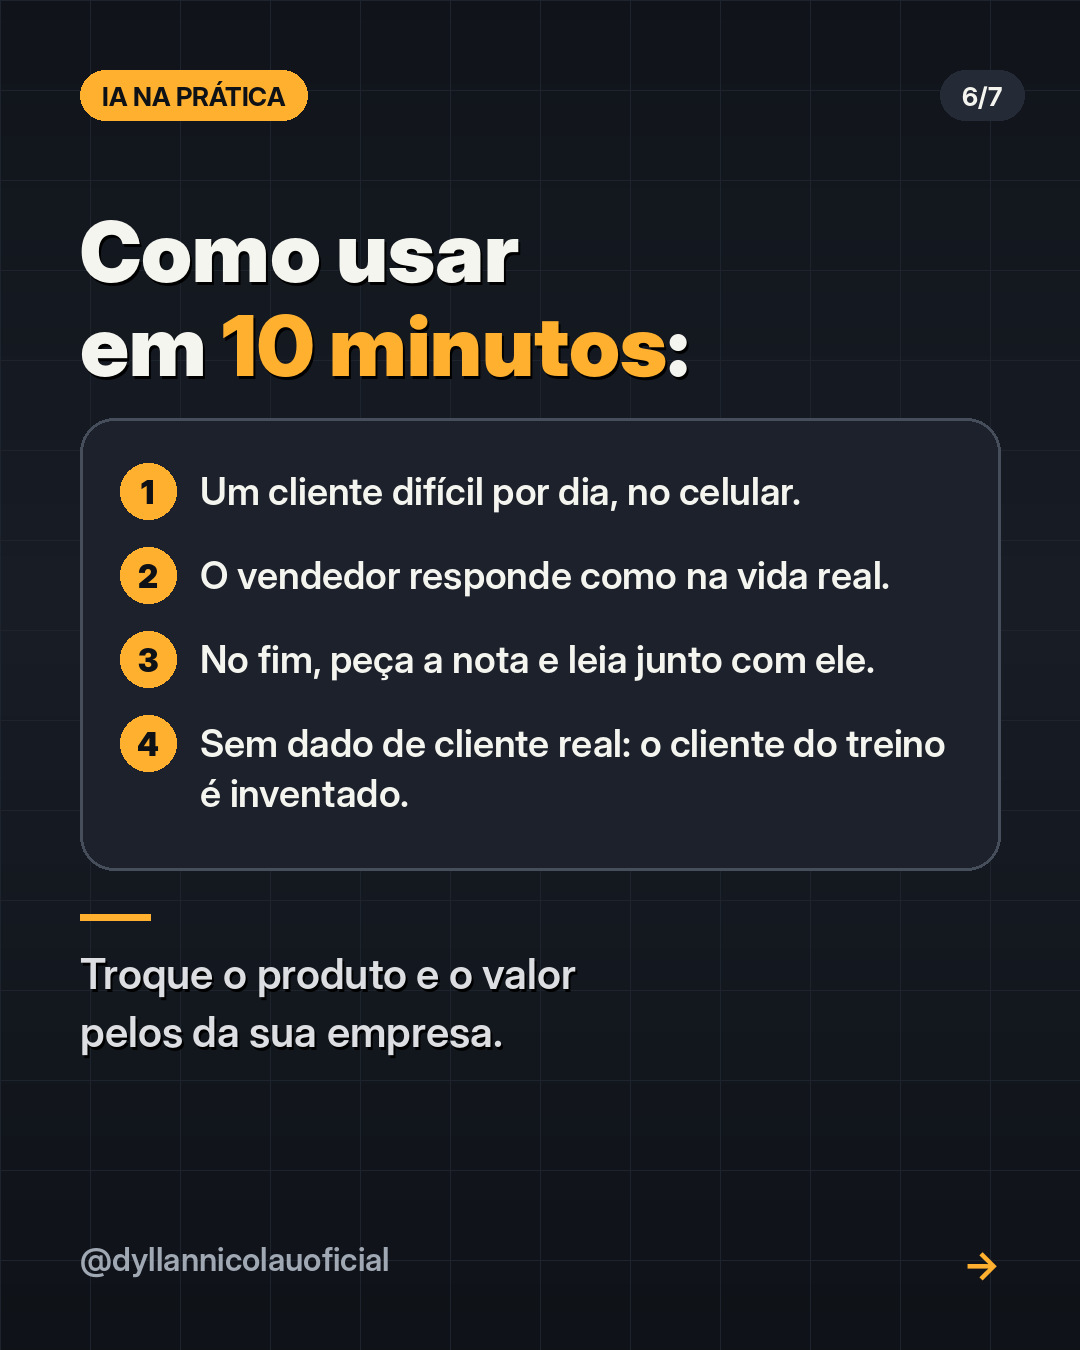 IA NA PRÁTICA
6/7
Como usar
em 10 minutos:
1 Um cliente difícil por dia, no celular.
2 O vendedor responde como na vida real.
3 No fim, peça a nota e leia junto com ele.
4 Sem dado de cliente real: o cliente do treino
é inventado.
Troque o produto e o valor
pelos da sua empresa.
@dyllannicolauoficial
→